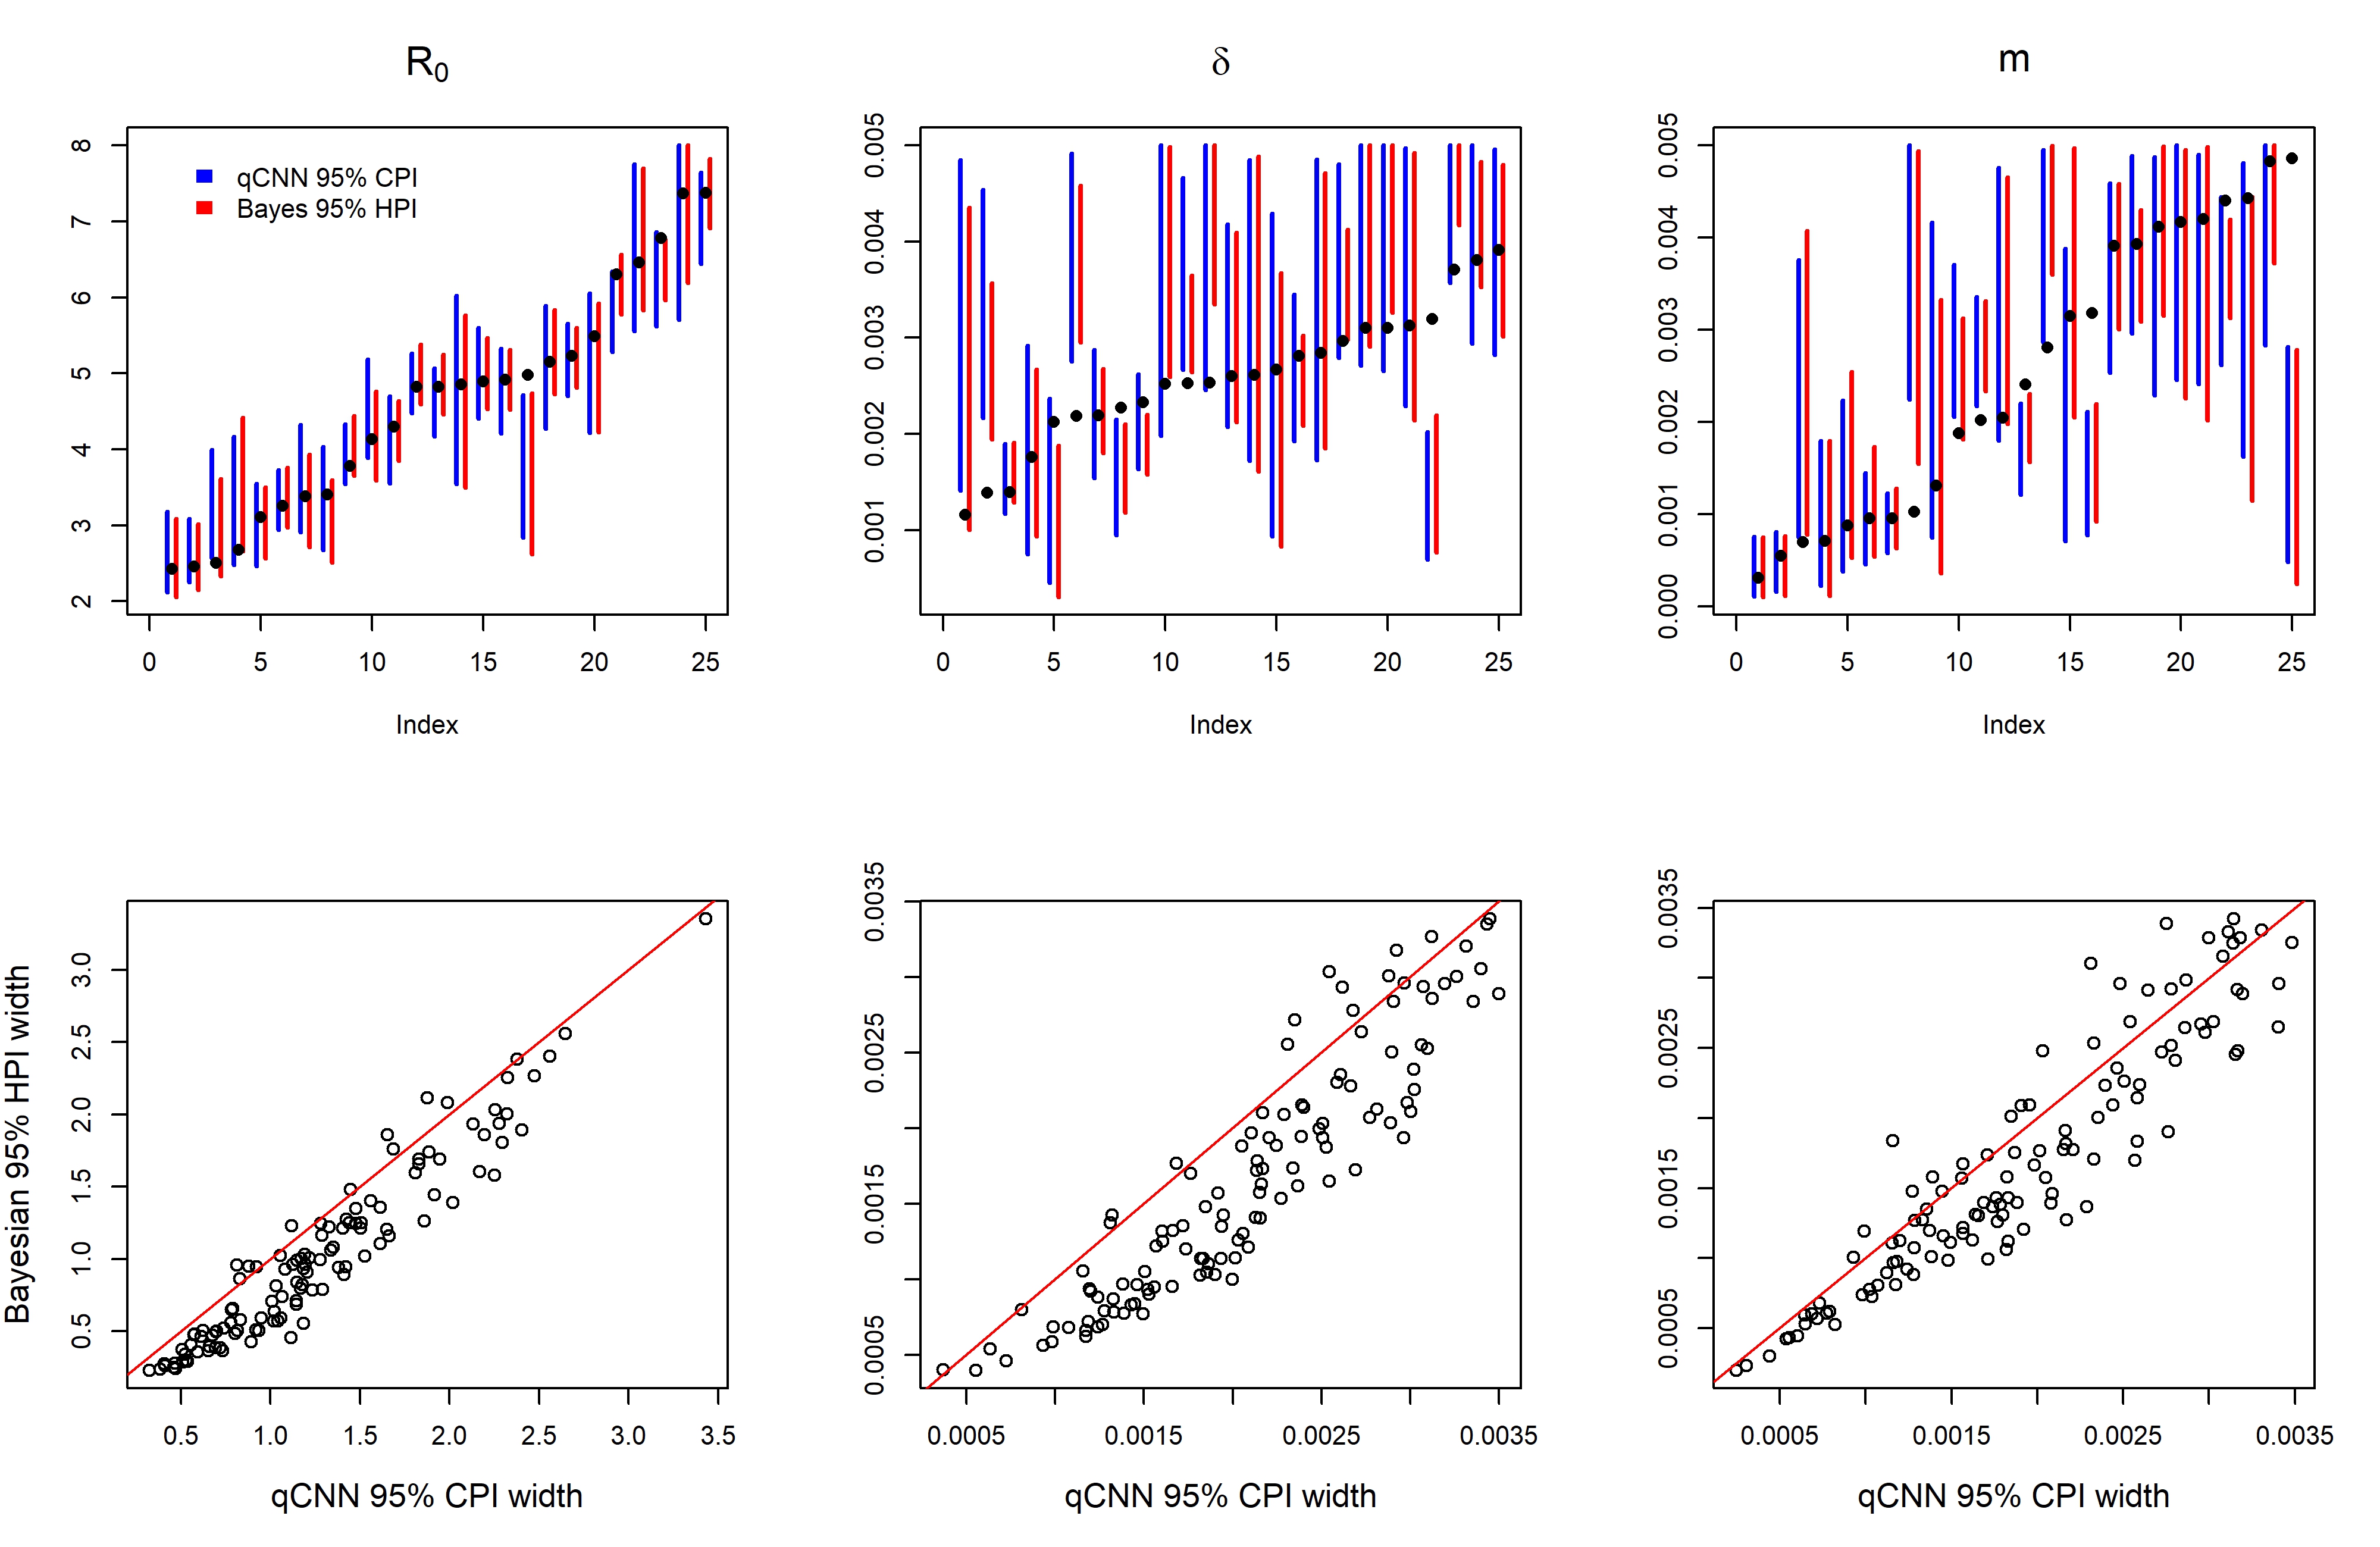 R₀
δ
m
qCNN 95% CPI
Bayes 95% HPI
2 3 4 5 6 7 8
0 5 10 15 20 25
Index
0.001 0.002 0.003 0.004 0.005
0 5 10 15 20 25
Index
0.000 0.001 0.002 0.003 0.004 0.005
0 5 10 15 20 25
Index
Bayesian 95% HPI width
0.5 1.0 1.5 2.0 2.5 3.0
0.5 1.0 1.5 2.0 2.5 3.0 3.5
qCNN 95% CPI width
0.0005 0.0015 0.0025 0.0035
0.0005 0.0015 0.0025 0.0035
qCNN 95% CPI width
0.0005 0.0015 0.0025 0.0035
0.0005 0.0015 0.0025 0.0035
qCNN 95% CPI width